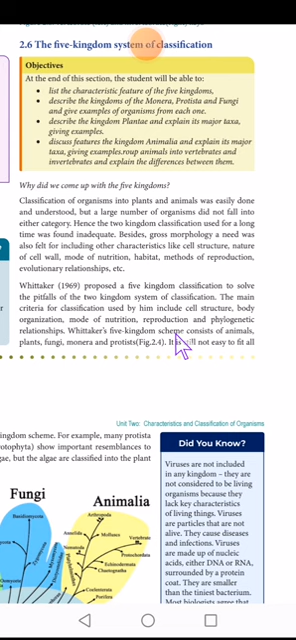 2.6 The five-kingdom system of classification
Objectives
At the end of this section, the student will be able to:
• list the characteristic feature of the five kingdoms,
• describe the kingdoms of the Monera, Protista and Fungi
and give examples of organisms from each one.
• describe the kingdom Plantae and explain its major taxa,
giving examples.
• discuss features the kingdom Animalia and explain its major
taxa, giving examples.roup animals into vertebrates and
invertebrates and explain the differences between them.
Why did we come up with the five kingdoms?
Classification of organisms into plants and animals was easily done
and understood, but a large number of organisms did not fall into
either category. Hence the two kingdom classification used for a long
time was found inadequate. Besides, gross morphology a need was
also felt for including other characteristics like cell structure, nature
of cell wall, mode of nutrition, habitat, methods of reproduction,
evolutionary relationships, etc.
Whittaker (1969) proposed a five kingdom classification to solve
the pitfalls of the two kingdom system of classification. The main
criteria for classification used by him include cell structure, body
organization, mode of nutrition, reproduction and phylogenetic
relationships. Whittaker's five-kingdom scheme consists of animals,
plants, fungi, monera and protists(Fig.2.4). It is still not easy to fit all
Unit Two: Characteristics and Classification of Organisms
ngdom scheme. For example, many protista
rotophyta) show important resemblances to
gae, but the algae are classified into the plant
Did You Know?
Viruses are not included
in any kingdom – they are
not considered to be living
organisms because they
lack key characteristics
of living things. Viruses
are particles that are not
alive. They cause diseases
and infections. Viruses
are made up of nucleic
acids, either DNA or RNA,
surrounded by a protein
coat. They are smaller
than the tiniest bacterium.
Most biologists agree that
Fungi
Animalia
Basidiomycota
Zygomycota
Oomycota
Arthropoda
Annelida
Mollusca
Vertebrata
Nematoda
Protochordata
Echinodermata
Chaetognatha
Coelenterata
Porifera